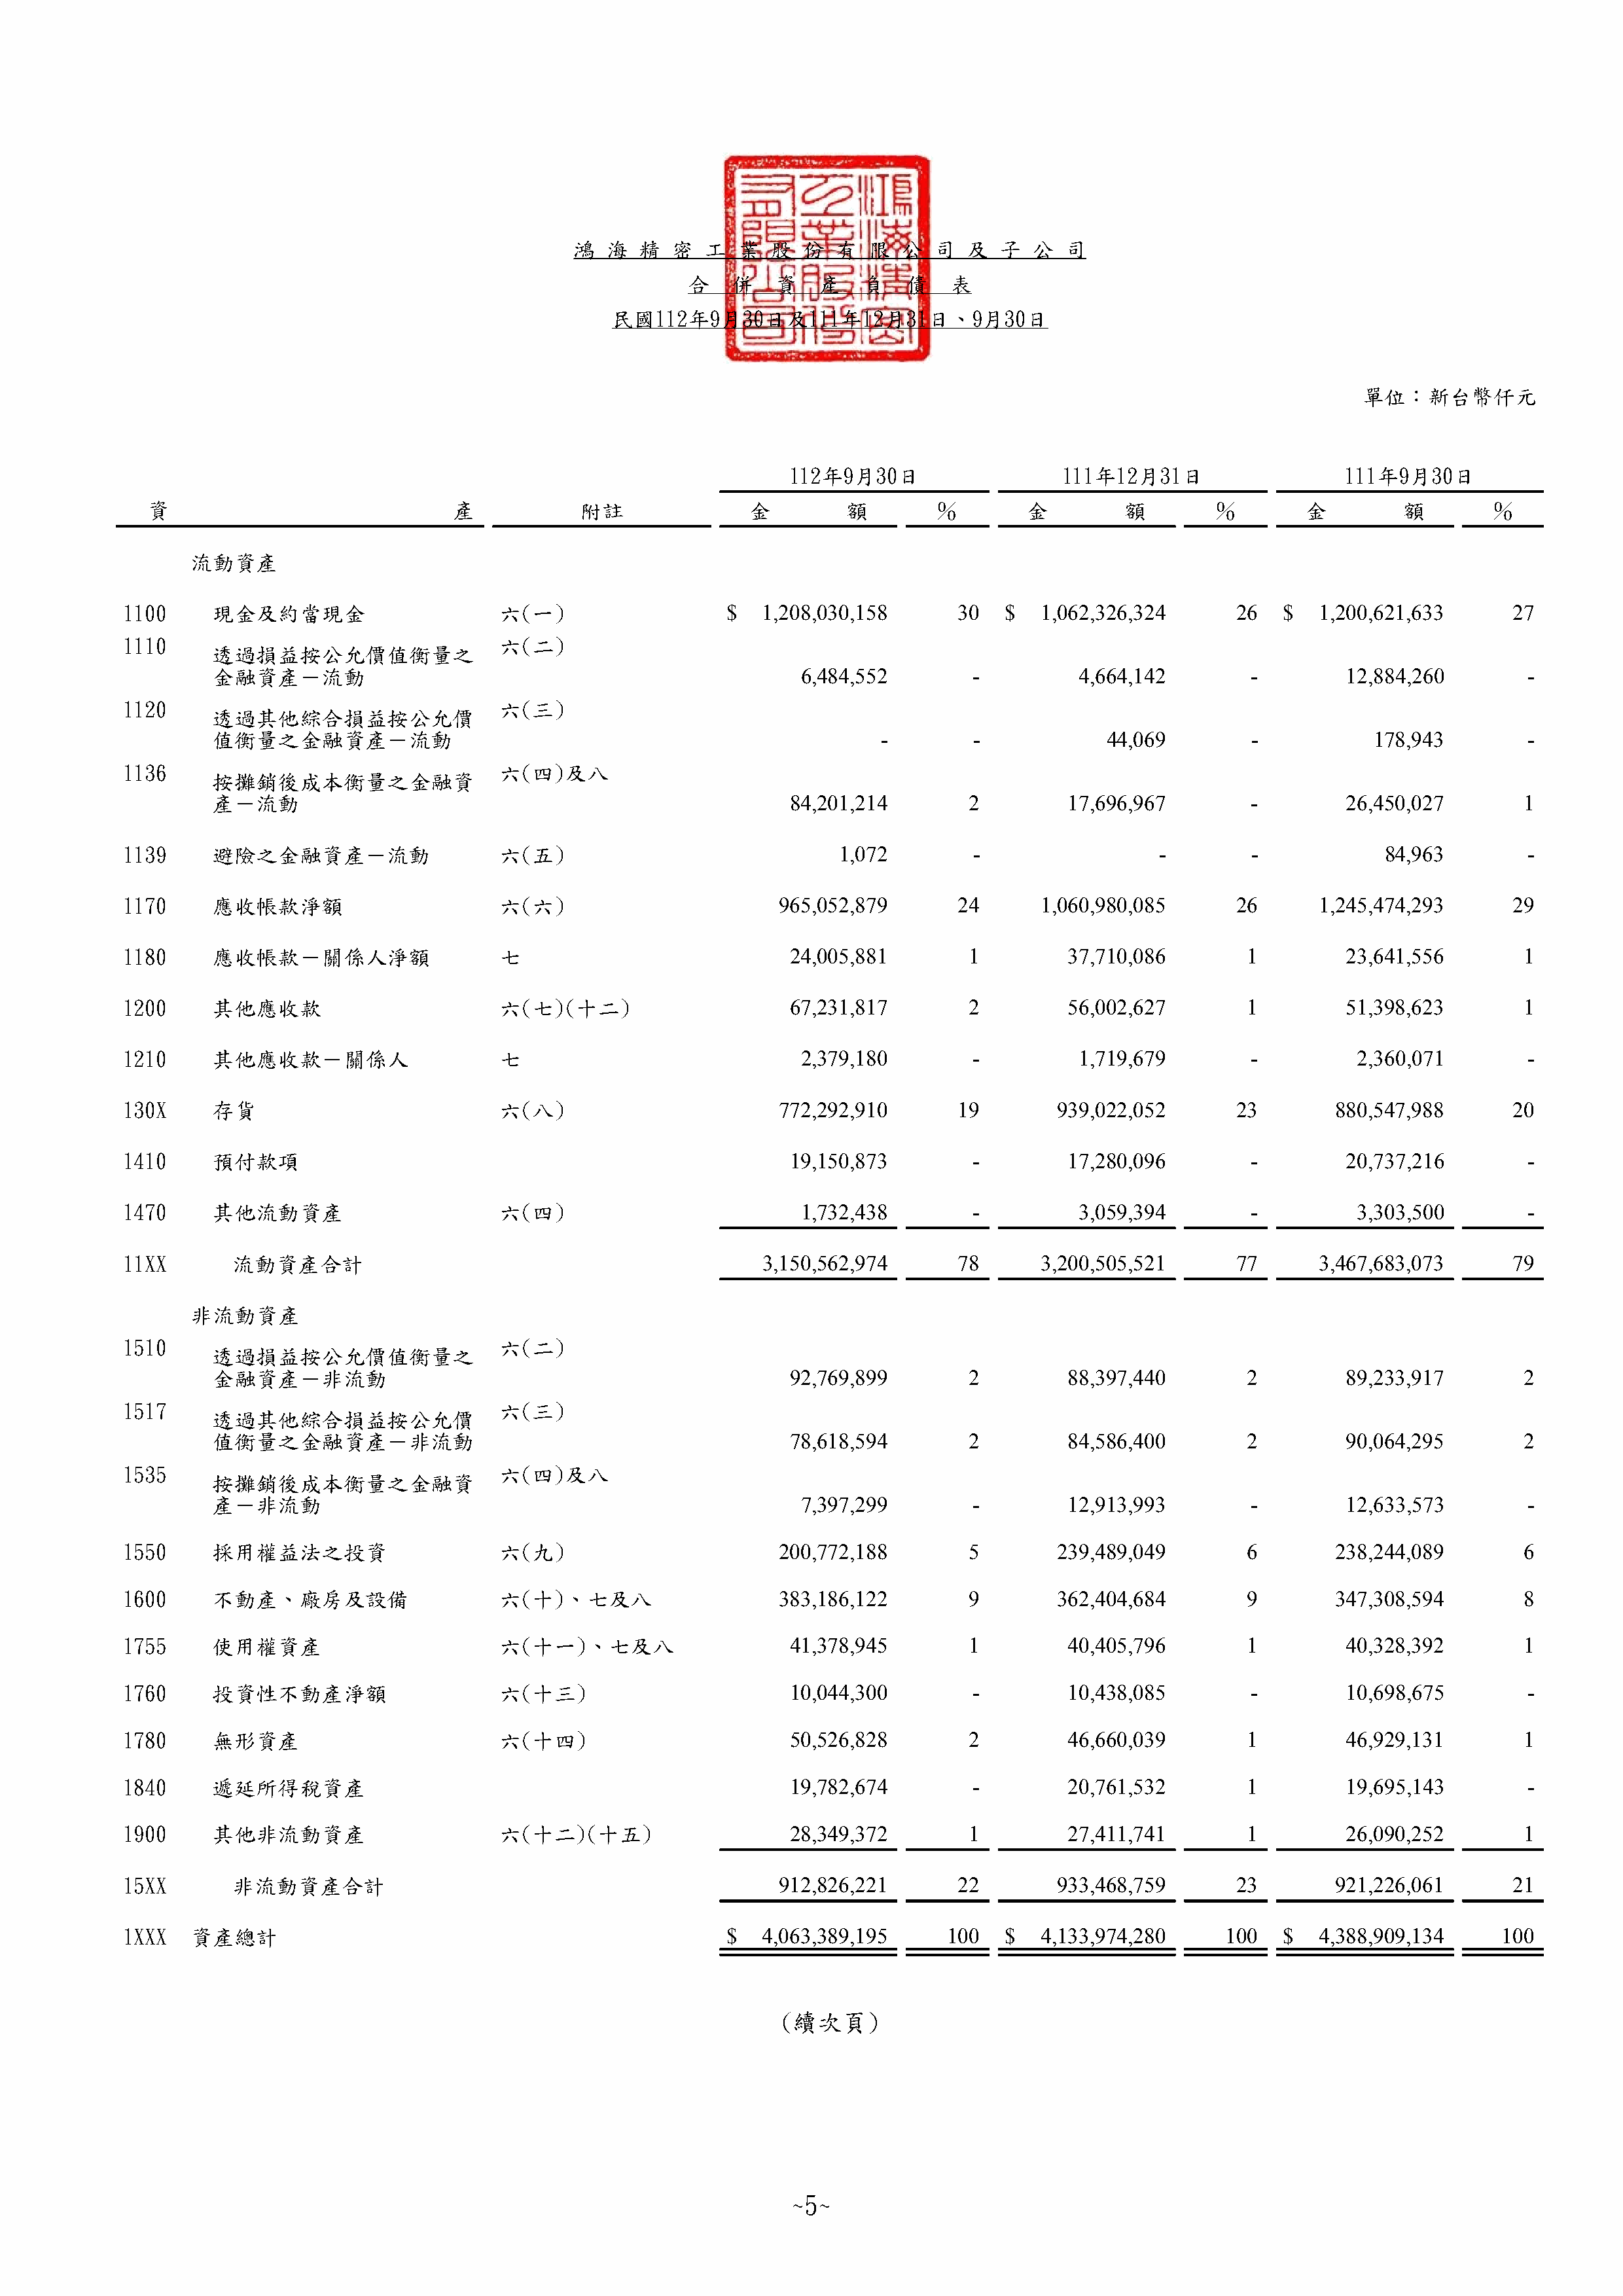 鴻海精密工業股份有限公司及子公司
合併資產負債表
民國112年9月30日及111年12月31日、9月30日
單位：新台幣仟元
112年9月30日 111年12月31日 111年9月30日
資產 附註 金額 % 金額 % 金額 %
流動資產
1100 現金及約當現金 六(一) $ 1,208,030,158 30 $ 1,062,326,324 26 $ 1,200,621,633 27
1110 透過損益按公允價值衡量之 六(二)
金融資產－流動 6,484,552 - 4,664,142 - 12,884,260 -
1120 透過其他綜合損益按公允價 六(三)
值衡量之金融資產－流動 - - 44,069 - 178,943 -
1136 按攤銷後成本衡量之金融資 六(四)及八
產－流動 84,201,214 2 17,696,967 - 26,450,027 1
1139 避險之金融資產－流動 六(五) 1,072 - - - 84,963 -
1170 應收帳款淨額 六(六) 965,052,879 24 1,060,980,085 26 1,245,474,293 29
1180 應收帳款－關係人淨額 七 24,005,881 1 37,710,086 1 23,641,556 1
1200 其他應收款 六(七)(十二) 67,231,817 2 56,002,627 1 51,398,623 1
1210 其他應收款－關係人 七 2,379,180 - 1,719,679 - 2,360,071 -
130X 存貨 六(八) 772,292,910 19 939,022,052 23 880,547,988 20
1410 預付款項 19,150,873 - 17,280,096 - 20,737,216 -
1470 其他流動資產 六(四) 1,732,438 - 3,059,394 - 3,303,500 -
11XX 流動資產合計 3,150,562,974 78 3,200,505,521 77 3,467,683,073 79
非流動資產
1510 透過損益按公允價值衡量之 六(二)
金融資產－非流動 92,769,899 2 88,397,440 2 89,233,917 2
1517 透過其他綜合損益按公允價 六(三)
值衡量之金融資產－非流動 78,618,594 2 84,586,400 2 90,064,295 2
1535 按攤銷後成本衡量之金融資 六(四)及八
產－非流動 7,397,299 - 12,913,993 - 12,633,573 -
1550 採用權益法之投資 六(九) 200,772,188 5 239,489,049 6 238,244,089 6
1600 不動產、廠房及設備 六(十)、七及八 383,186,122 9 362,404,684 9 347,308,594 8
1755 使用權資產 六(十一)、七及八 41,378,945 1 40,405,796 1 40,328,392 1
1760 投資性不動產淨額 六(十三) 10,044,300 - 10,438,085 - 10,698,675 -
1780 無形資產 六(十四) 50,526,828 2 46,660,039 1 46,929,131 1
1840 遞延所得稅資產 19,782,674 - 20,761,532 1 19,695,143 -
1900 其他非流動資產 六(十二)(十五) 28,349,372 1 27,411,741 1 26,090,252 1
15XX 非流動資產合計 912,826,221 22 933,468,759 23 921,226,061 21
1XXX 資產總計 $ 4,063,389,195 100 $ 4,133,974,280 100 $ 4,388,909,134 100
（續次頁）
~5~